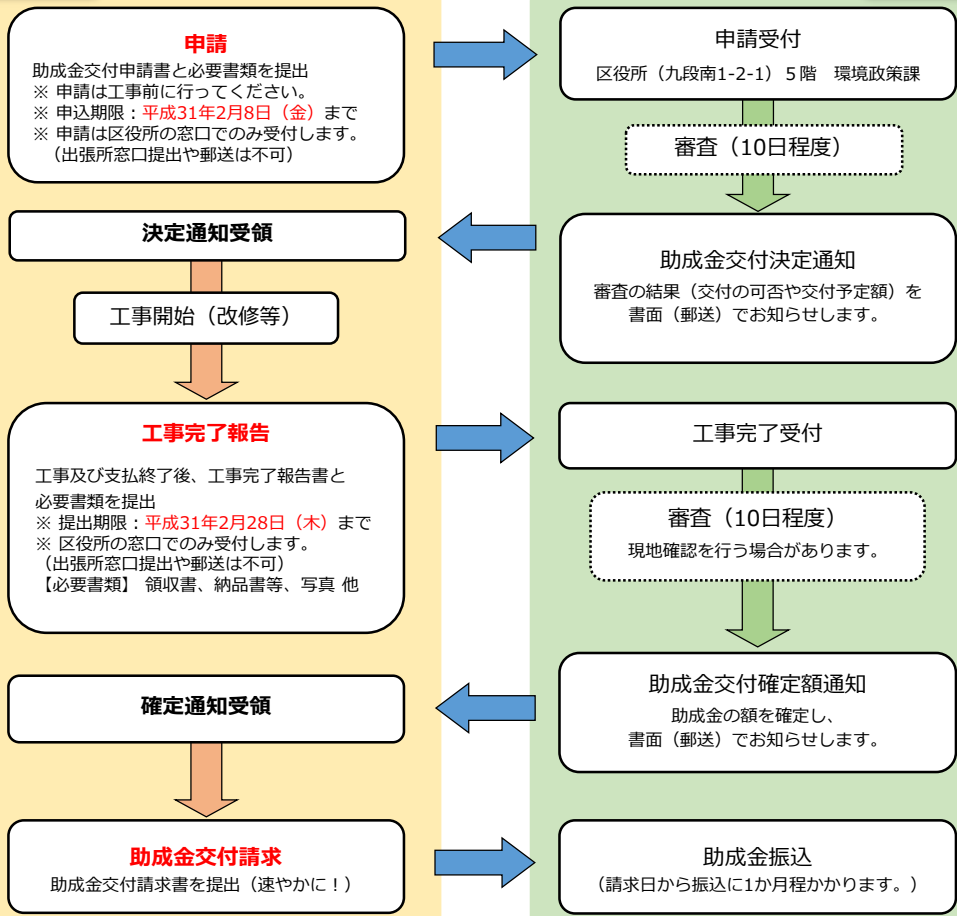 申請
助成金交付申請書と必要書類を提出
※ 申請は工事前に行ってください。
※ 申込期限：平成31年2月8日（金）まで
※ 申請は区役所の窓口でのみ受付します。
（出張所窓口提出や郵送は不可）
申請受付
区役所（九段南1-2-1）５階　環境政策課
審査（10日程度）
助成金交付決定通知
審査の結果（交付の可否や交付予定額）を
書面（郵送）でお知らせします。
決定通知受領
工事開始（改修等）
工事完了報告
工事及び支払終了後、工事完了報告書と
必要書類を提出
※ 提出期限：平成31年2月28日（木）まで
※ 区役所の窓口でのみ受付します。
（出張所窓口提出や郵送は不可）
【必要書類】 領収書、納品書等、写真 他
工事完了受付
審査（10日程度）
現地確認を行う場合があります。
助成金交付確定額通知
助成金の額を確定し、
書面（郵送）でお知らせします。
確定通知受領
助成金交付請求
助成金交付請求書を提出（速やかに！）
助成金振込
（請求日から振込に1か月程かかります。）